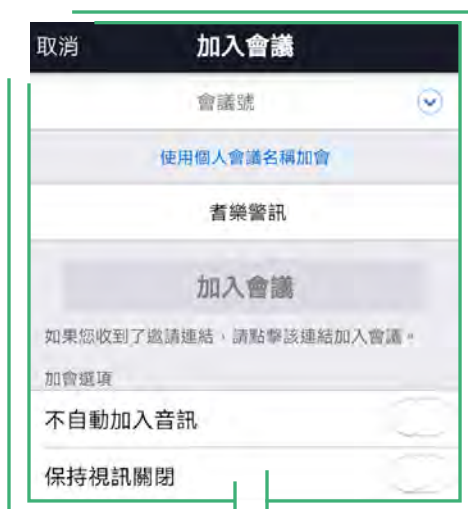 取消
加入會議
會議號
使用個人會議名稱加會
耆樂警訊
加入會議
如果您收到了邀請連結，請點擊該連結加入會議。
加會選項
不自動加入音訊
保持視訊關閉